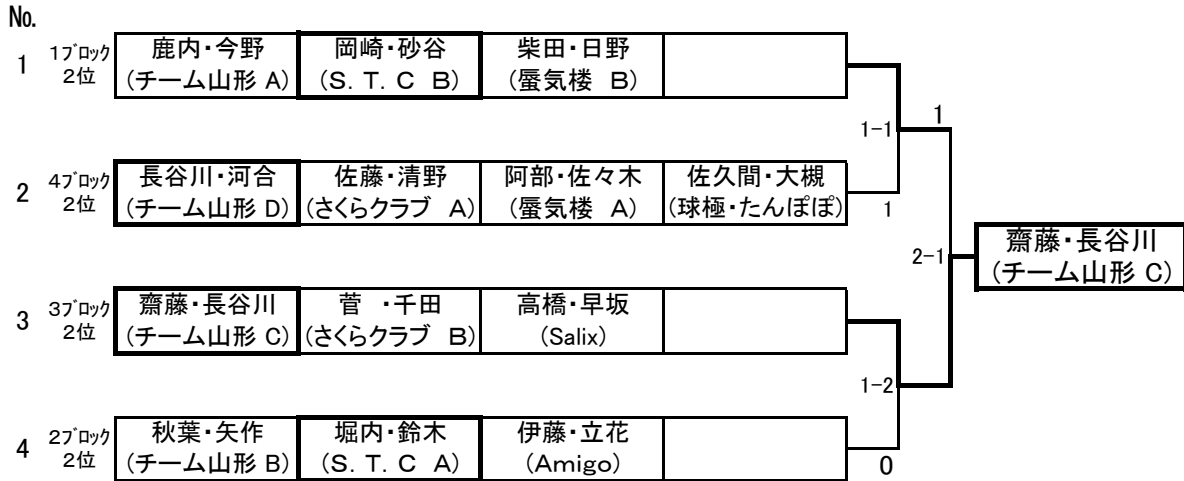 No.
1 1ブロック 2位 鹿内・今野 (チーム山形 A) 岡崎・砂谷 (S. T. C B) 柴田・日野 (蜃気楼 B)
1-1 1
2 4ブロック 2位 長谷川・河合 (チーム山形 D) 佐藤・清野 (さくらクラブ A) 阿部・佐々木 (蜃気楼 A) 佐久間・大槻 (球極・たんぽぽ) 1
2-1 齋藤・長谷川 (チーム山形 C)
3 3ブロック 2位 齋藤・長谷川 (チーム山形 C) 菅 ・千田 (さくらクラブ B) 高橋・早坂 (Salix)
1-2
4 2ブロック 2位 秋葉・矢作 (チーム山形 B) 堀内・鈴木 (S. T. C A) 伊藤・立花 (Amigo) 0